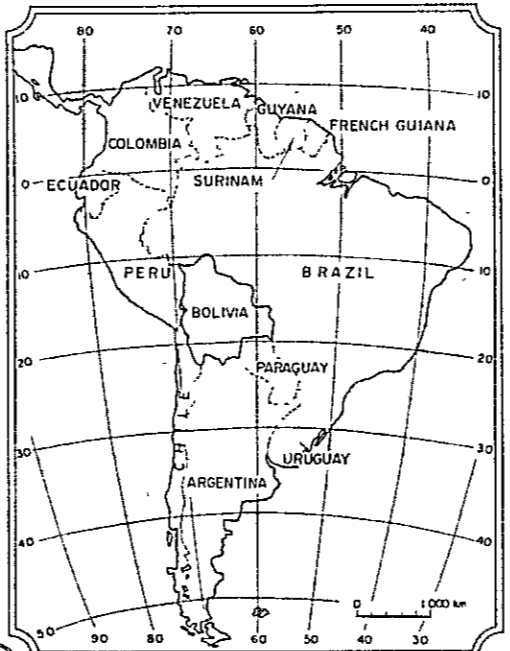 80 70 60 50 40
10 10
VENEZUELA
GUYANA
FRENCH GUIANA
COLOMBIA
0 0
ECUADOR
SURINAM
10 10
PERU
BRAZIL
BOLIVIA
20 20
PARAGUAY
CHILE
30 30
URUGUAY
ARGENTINA
40 40
0 1000 km
50
90 80 70 60 50 40 30